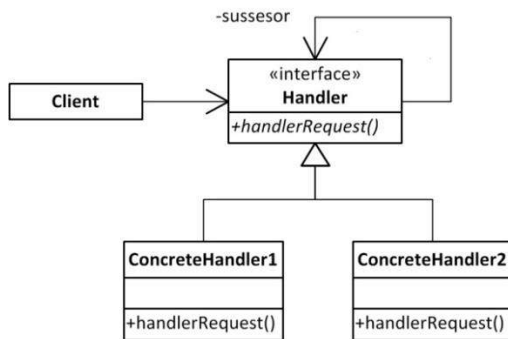 -sussesor
«interface»
Handler
Client
+handlerRequest()
ConcreteHandler1
ConcreteHandler2
+handlerRequest()
+handlerRequest()